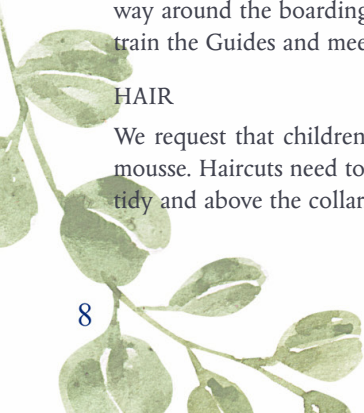 way around the boarding
train the Guides and mee
HAIR
We request that children
mousse. Haircuts need to
tidy and above the collar
8